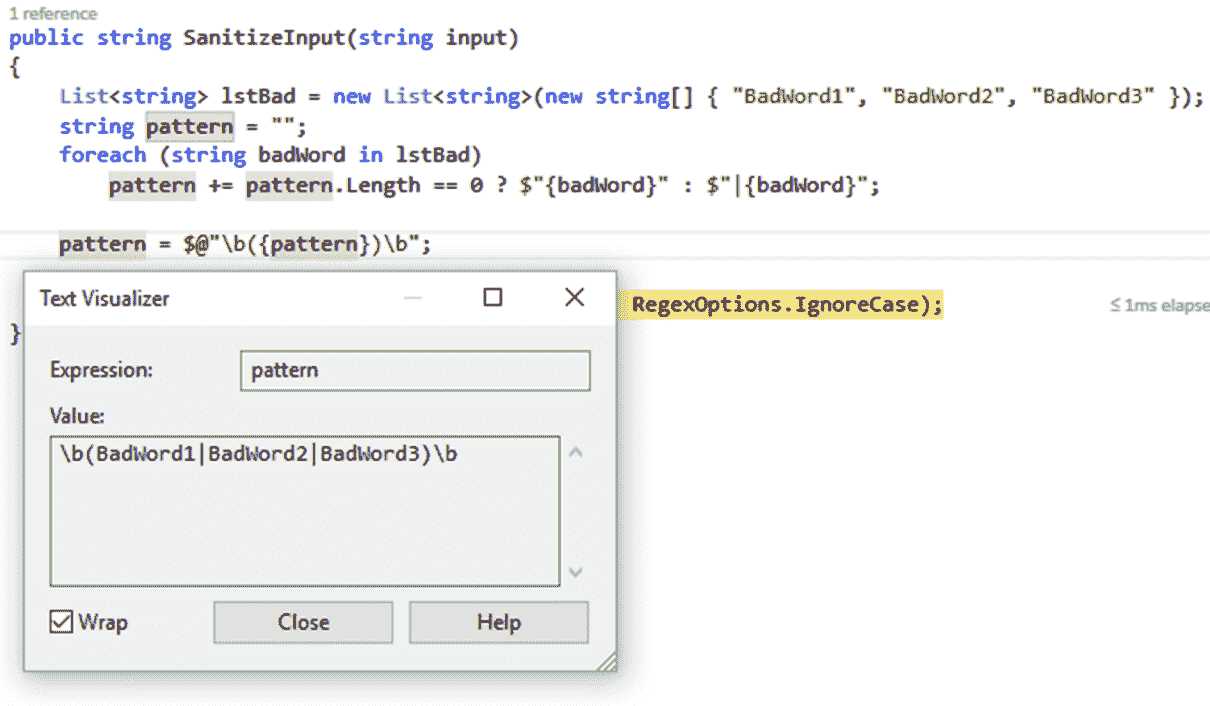 1 reference
public string SanitizeInput(string input)
{
List<string> lstBad = new List<string>(new string[] { "BadWord1", "BadWord2", "BadWord3" });
string pattern = "";
foreach (string badWord in lstBad)
pattern += pattern.Length == 0 ? $"{badWord}" : $"|{badWord}";
pattern = $@"\b({pattern})\b";
Text Visualizer
RegexOptions.IgnoreCase);
≤ 1ms elapse
}
Expression:
pattern
Value:
\b(BadWord1|BadWord2|BadWord3)\b
Wrap
Close
Help